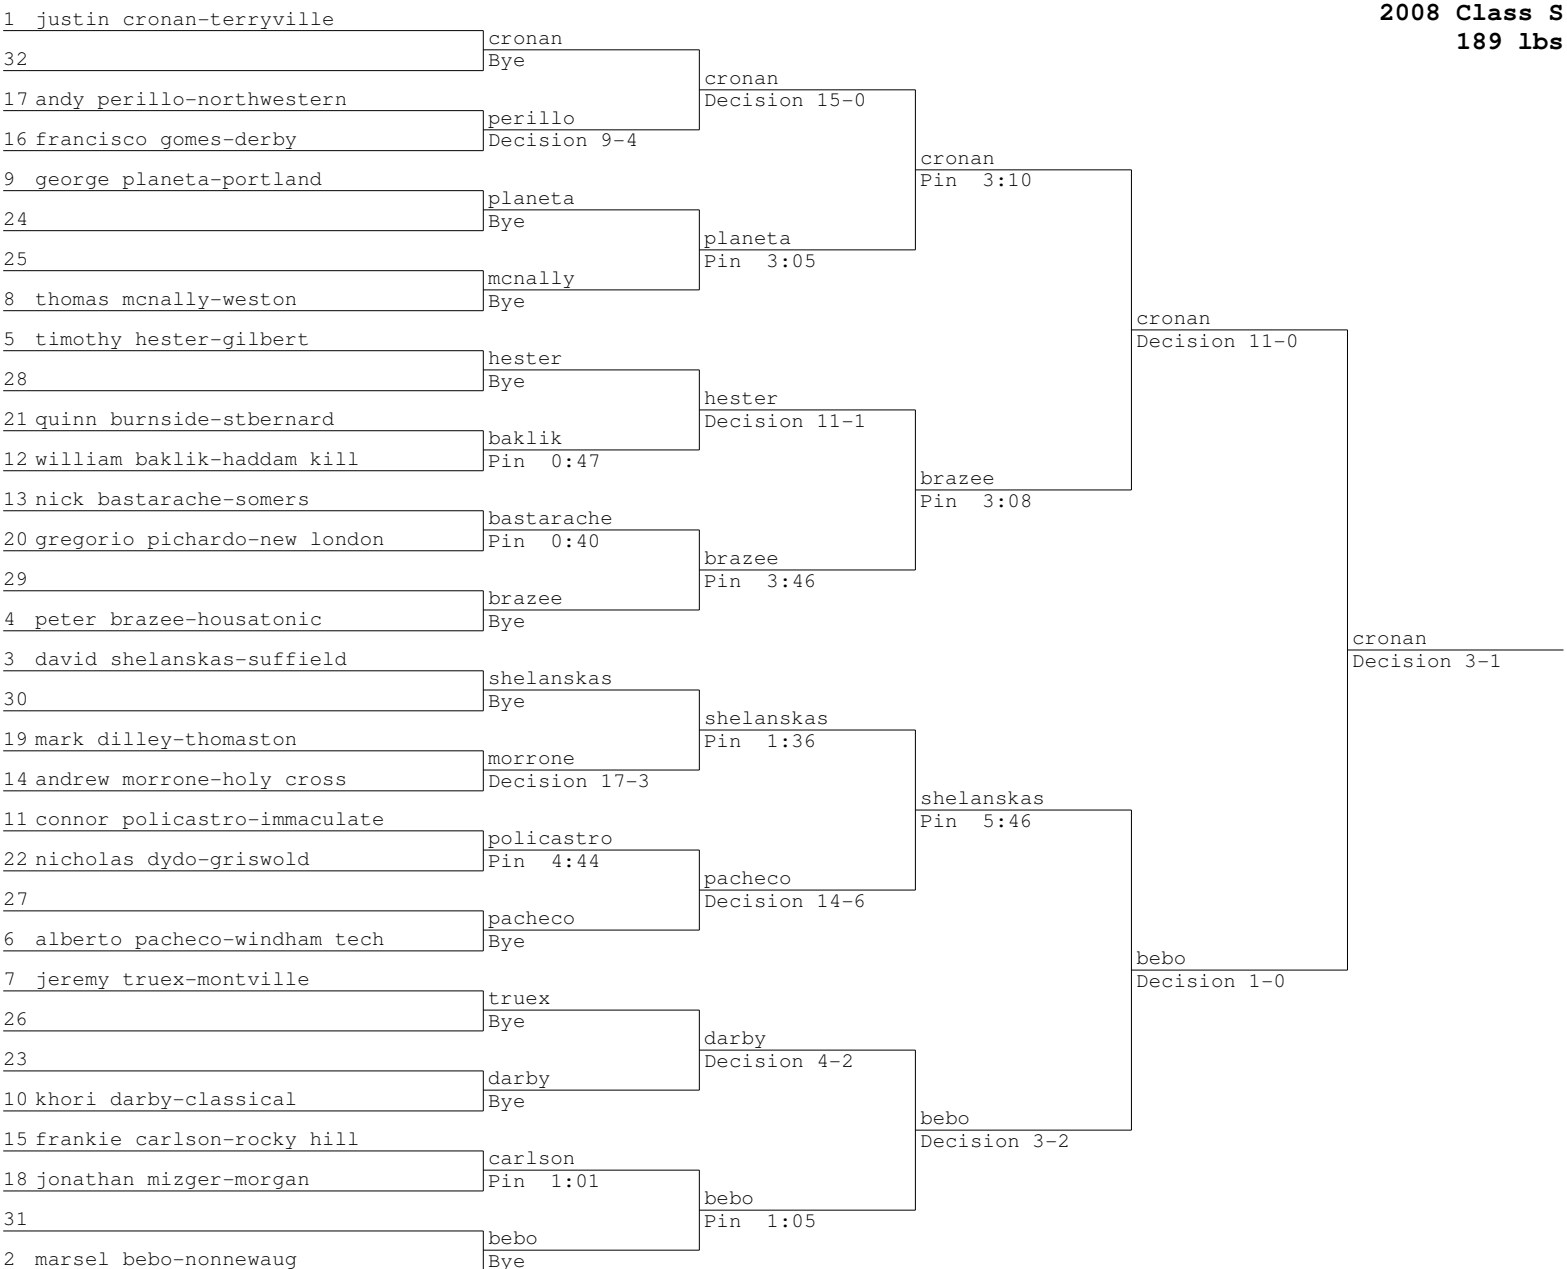 2008 Class S
189 lbs
1 justin cronan-terryville
32
17 andy perillo-northwestern
16 francisco gomes-derby
9 george planeta-portland
24
25
8 thomas mcnally-weston
5 timothy hester-gilbert
28
21 quinn burnside-stbernard
12 william baklik-haddam kill
13 nick bastarache-somers
20 gregorio pichardo-new london
29
4 peter brazee-housatonic
3 david shelanskas-suffield
30
19 mark dilley-thomaston
14 andrew morrone-holy cross
11 connor policastro-immaculate
22 nicholas dydo-griswold
27
6 alberto pacheco-windham tech
7 jeremy truex-montville
26
23
10 khori darby-classical
15 frankie carlson-rocky hill
18 jonathan mizger-morgan
31
2 marsel bebo-nonnewaug
cronan
Bye
perillo
Decision 9-4
planeta
Bye
mcnally
Bye
hester
Bye
baklik
Pin 0:47
bastarache
Pin 0:40
brazee
Bye
shelanskas
Bye
morrone
Decision 17-3
policastro
Pin 4:44
pacheco
Bye
truex
Bye
darby
Bye
carlson
Pin 1:01
bebo
Bye
cronan
Decision 15-0
planeta
Pin 3:05
hester
Decision 11-1
brazee
Pin 3:46
shelanskas
Pin 1:36
pacheco
Decision 14-6
darby
Decision 4-2
bebo
Pin 1:05
cronan
Pin 3:10
brazee
Pin 3:08
shelanskas
Pin 5:46
bebo
Decision 3-2
cronan
Decision 11-0
bebo
Decision 1-0
cronan
Decision 3-1